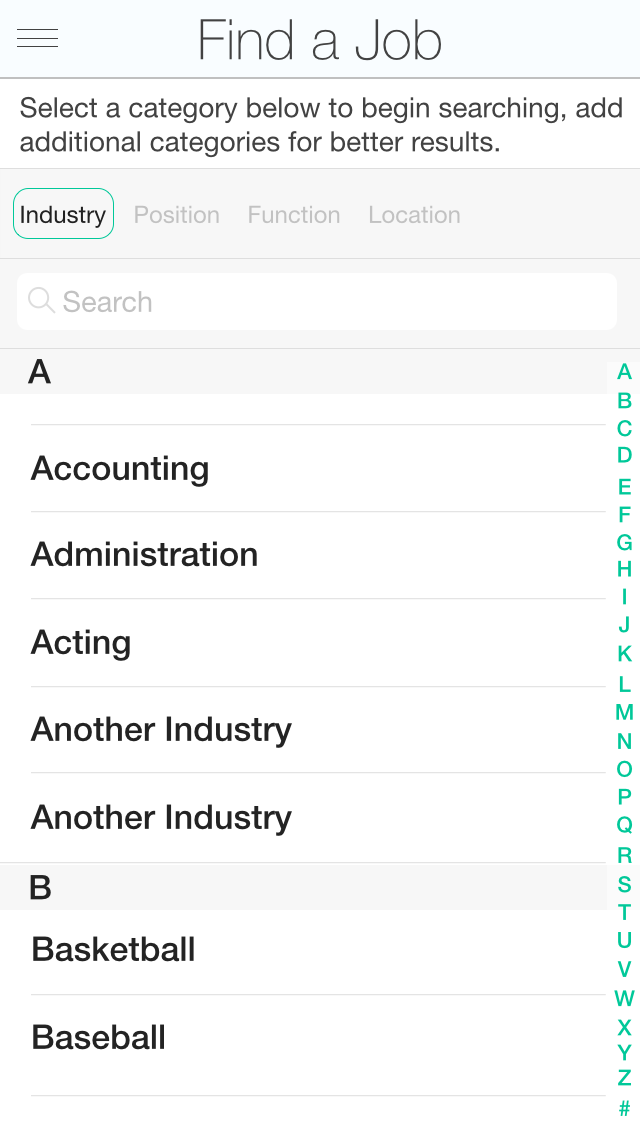 Find a Job
Select a category below to begin searching, add
additional categories for better results.
Industry Position Function Location
Search
A
Accounting
Administration
Acting
Another Industry
Another Industry
B
Basketball
Baseball
A
B
C
D
E
F
G
H
I
J
K
L
M
N
O
P
Q
R
S
T
U
V
W
X
Y
Z
#